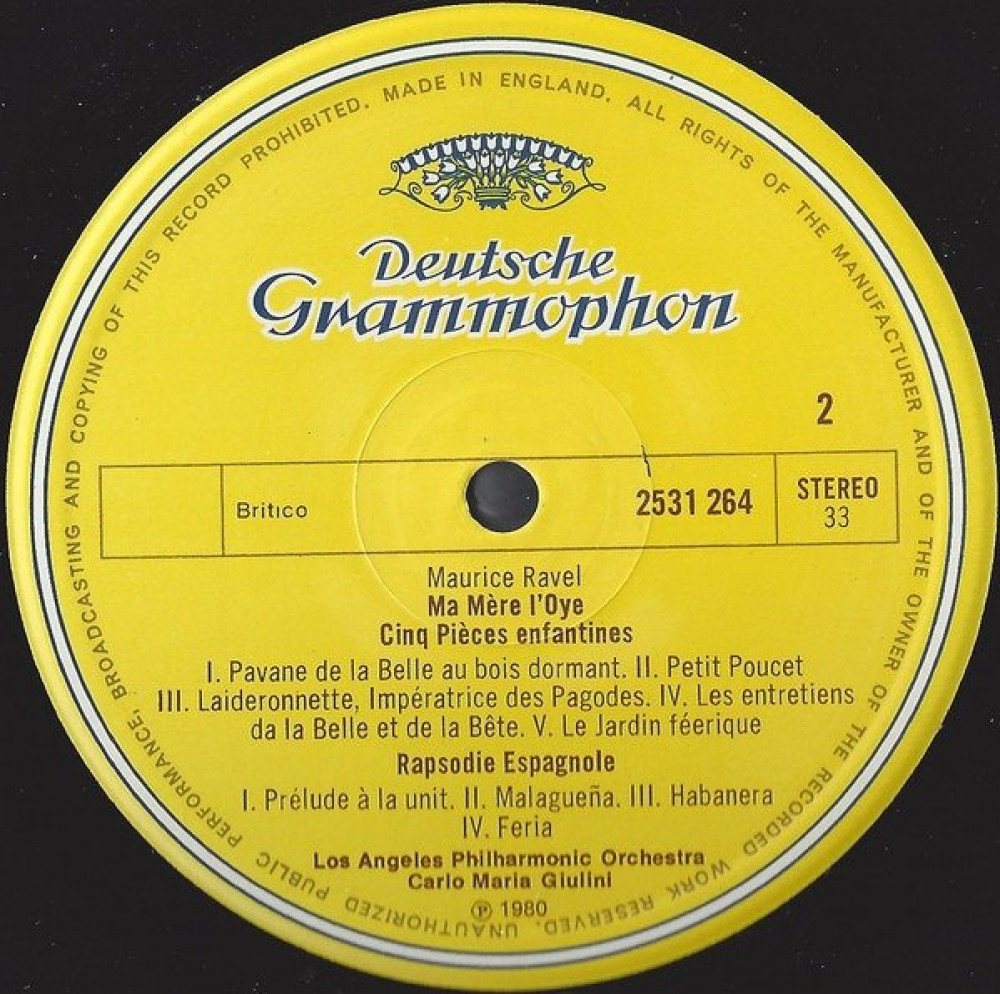 MADE IN ENGLAND. ALL RIGHTS OF THE MANUFACTURER AND OF THE OWNER OF THE RECORDED WORK RESERVED. UNAUTHORIZED PUBLIC PERFORMANCE, BROADCASTING AND COPYING OF THIS RECORD PROHIBITED.
Deutsche
Grammophon
2
Britico
2531 264
STEREO
33
Maurice Ravel
Ma Mère l'Oye
Cinq Pièces enfantines
I. Pavane de la Belle au bois dormant. II. Petit Poucet
III. Laideronnette, Impératrice des Pagodes. IV. Les entretiens
da la Belle et de la Bête. V. Le Jardin féerique
Rapsodie Espagnole
I. Prélude à la unit. II. Malagueña. III. Habanera
IV. Feria
Los Angeles Philharmonic Orchestra
Carlo Maria Giulini
℗ 1980